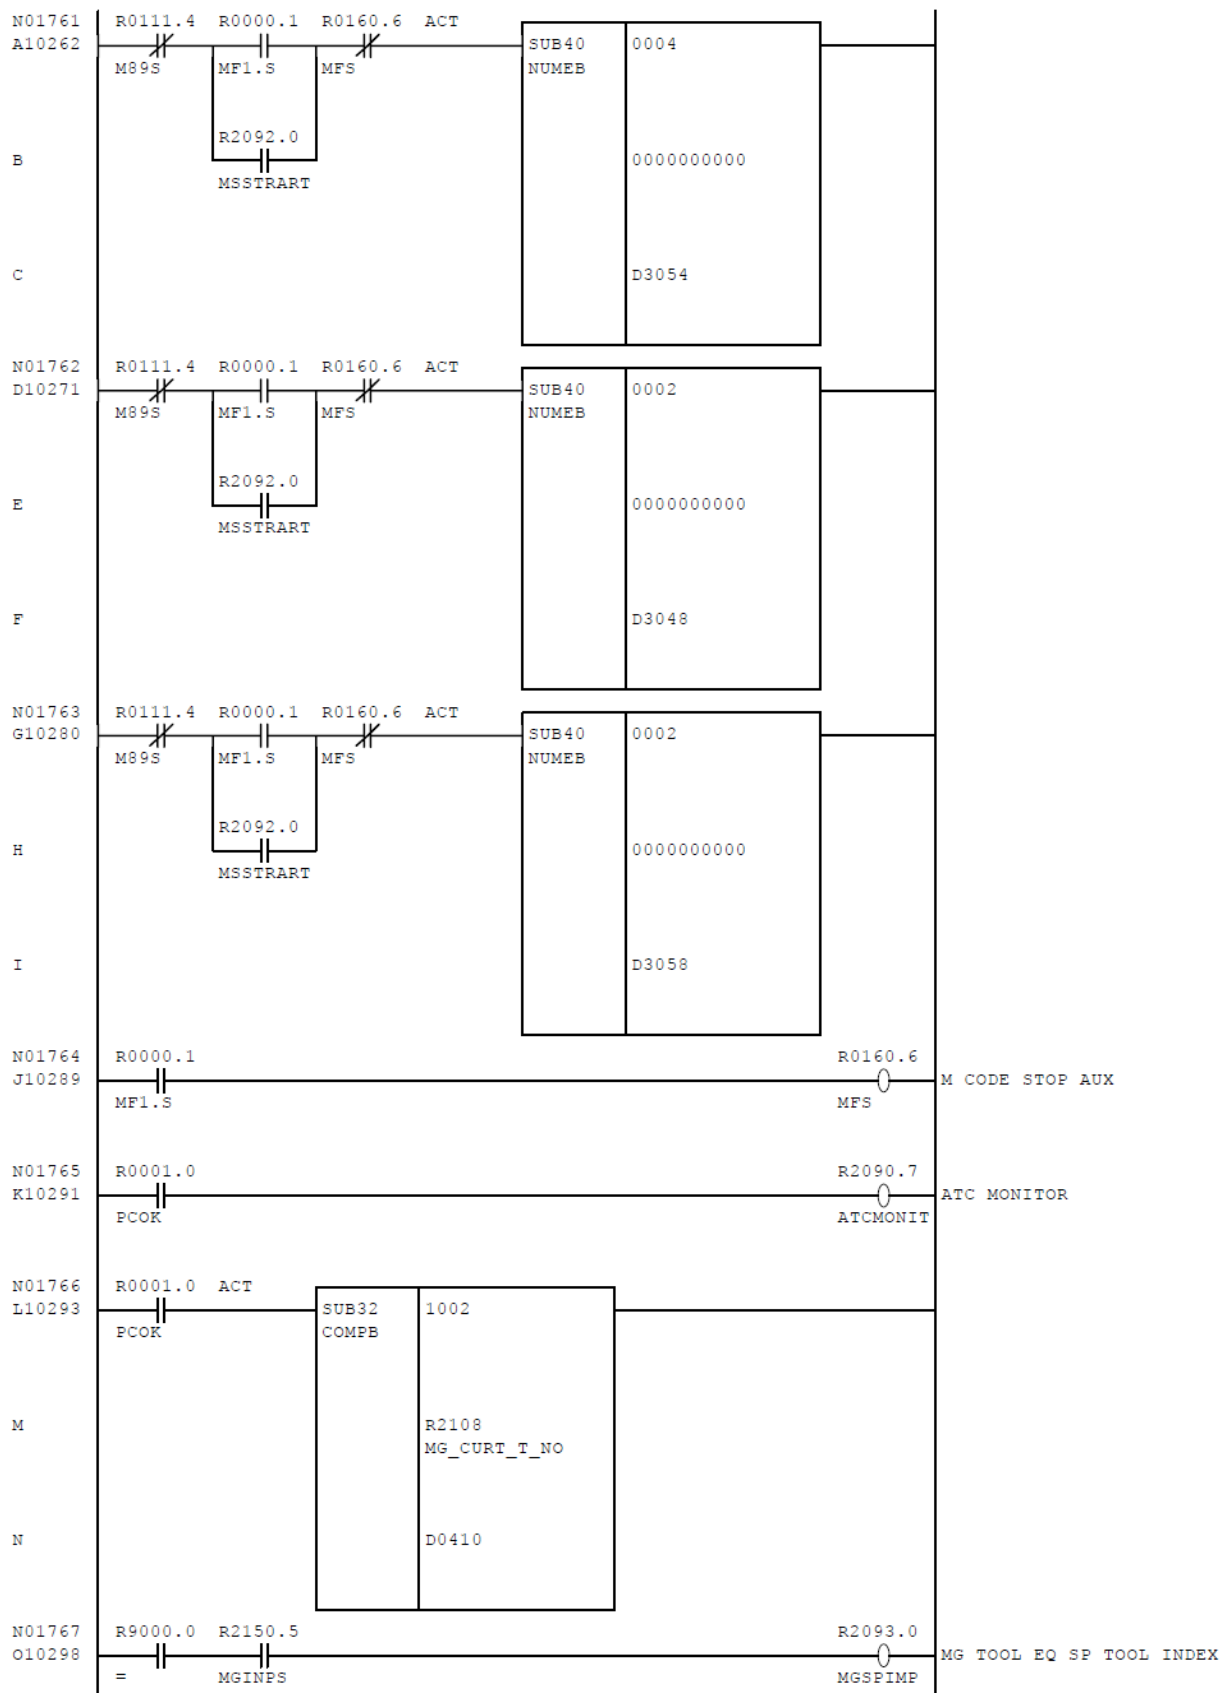 N01761 R0111.4 R0000.1 R0160.6 ACT
A10262 SUB40 0004
M89S MF1.S MFS NUMEB
R2092.0
B 0000000000
MSSTRART
C D3054
N01762 R0111.4 R0000.1 R0160.6 ACT
D10271 SUB40 0002
M89S MF1.S MFS NUMEB
R2092.0
E 0000000000
MSSTRART
F D3048
N01763 R0111.4 R0000.1 R0160.6 ACT
G10280 SUB40 0002
M89S MF1.S MFS NUMEB
R2092.0
H 0000000000
MSSTRART
I D3058
N01764 R0000.1 R0160.6
J10289 M CODE STOP AUX
MF1.S MFS
N01765 R0001.0 R2090.7
K10291 ATC MONITOR
PCOK ATCMONIT
N01766 R0001.0 ACT
L10293 SUB32 1002
PCOK COMPB
M R2108
MG_CURT_T_NO
N D0410
N01767 R9000.0 R2150.5 R2093.0
O10298 MG TOOL EQ SP TOOL INDEX
= MGINPS MGSPIMP